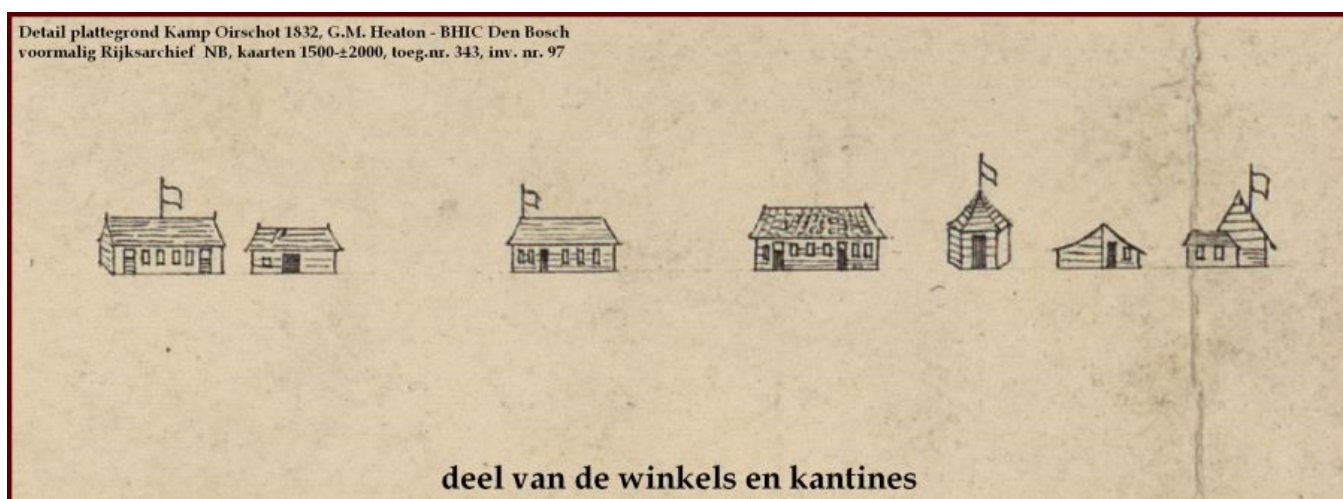 Detail plattegrond Kamp Oirschot 1832, G.M. Heaton - BHIC Den Bosch
voormalig Rijksarchief  NB, kaarten 1500-±2000, toeg.nr. 343, inv. nr. 97
deel van de winkels en kantines